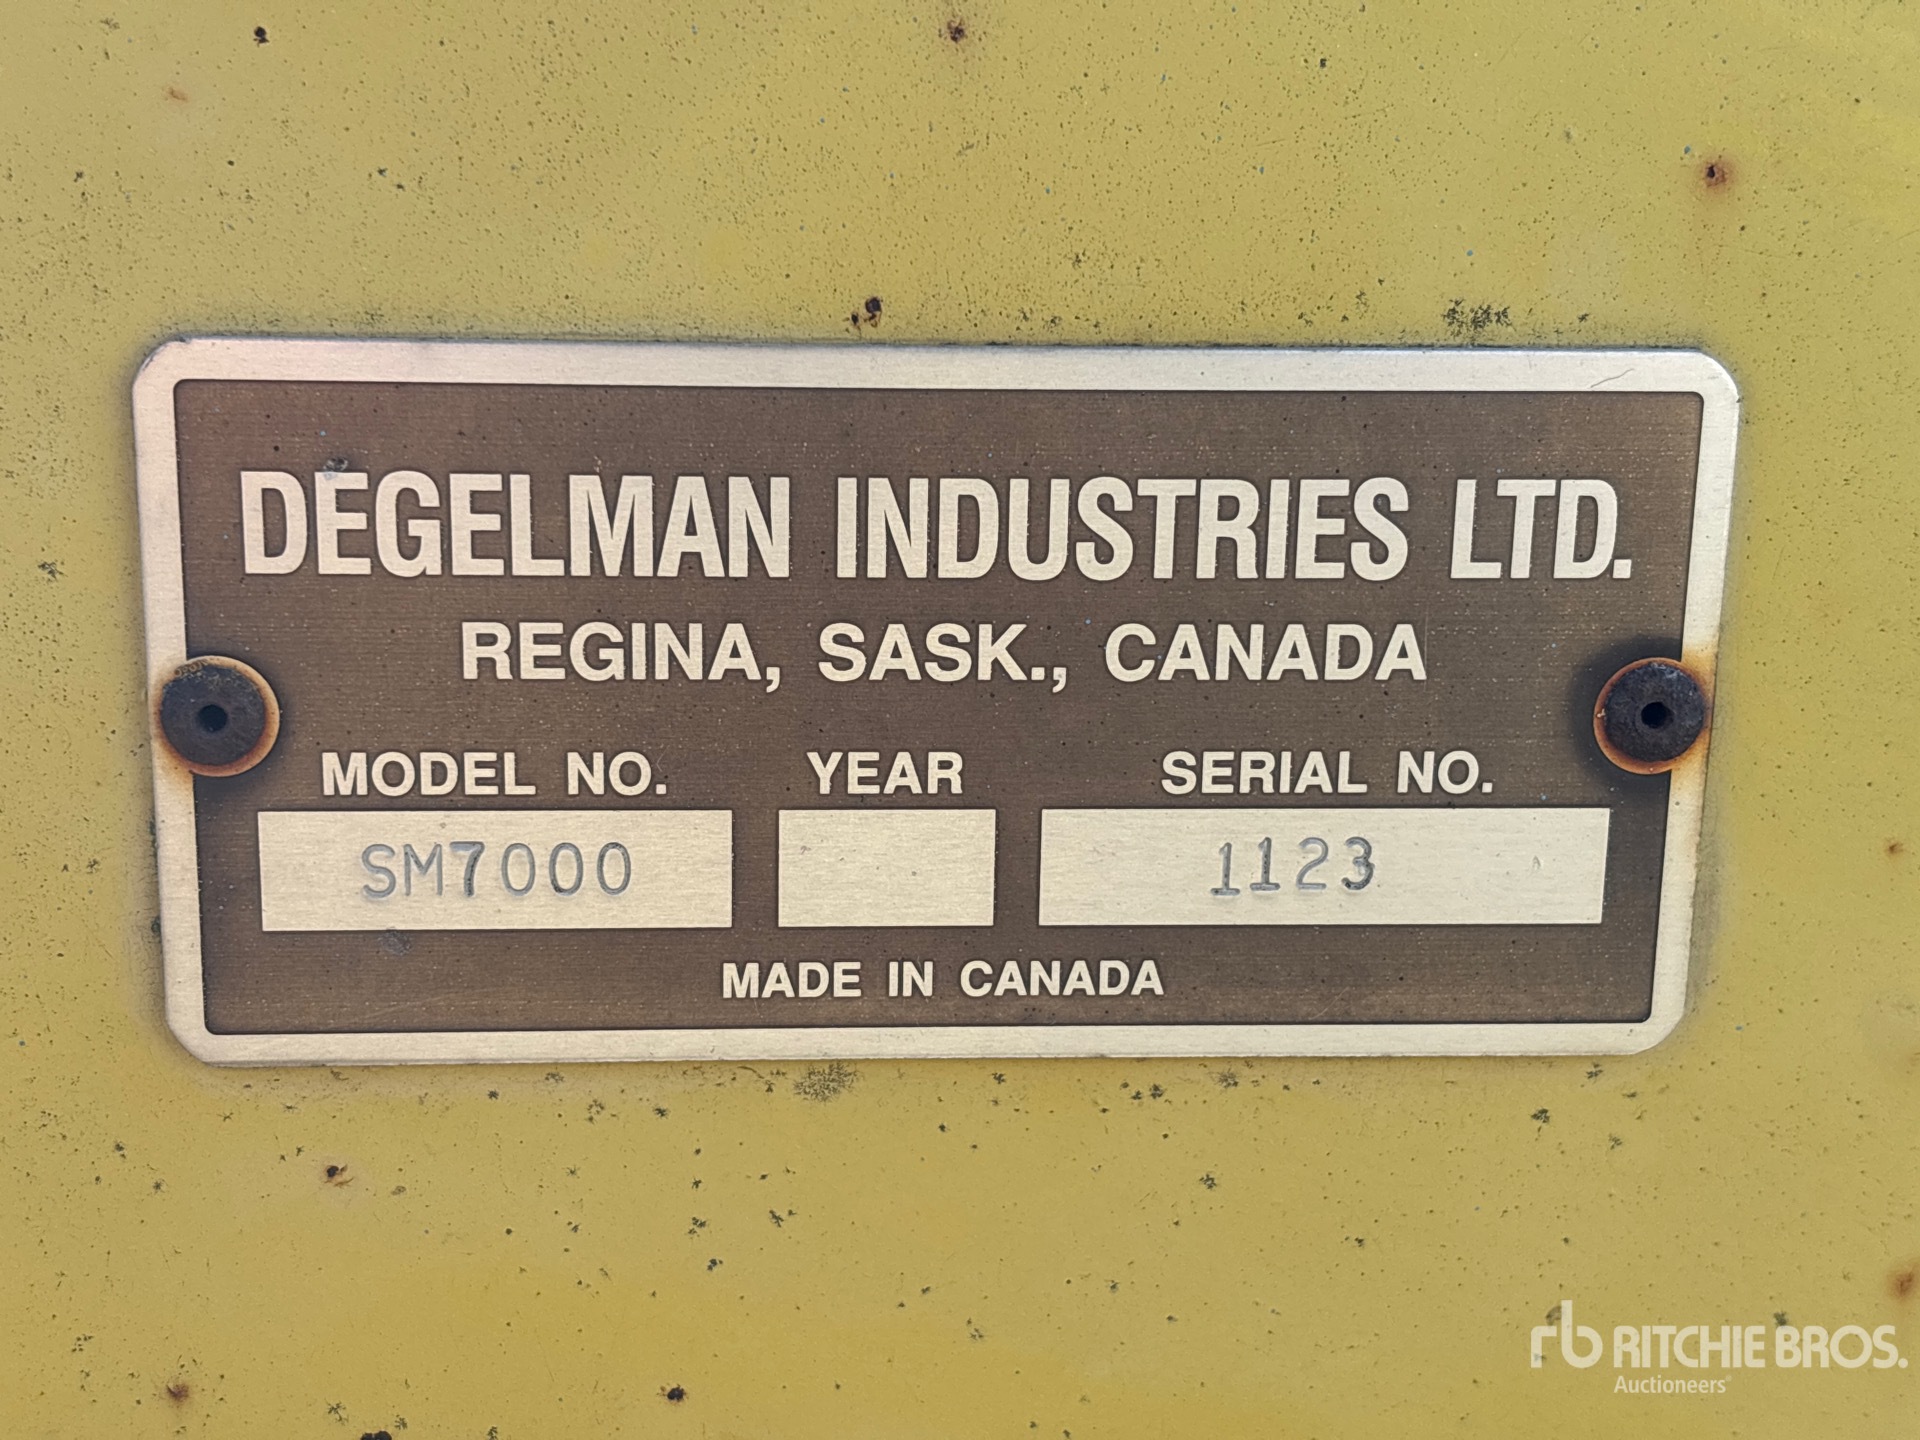 DEGELMAN INDUSTRIES LTD.
REGINA, SASK., CANADA
MODEL NO. YEAR SERIAL NO.
SM7000 1123
MADE IN CANADA
rb RITCHIE BROS.
Auctioneers